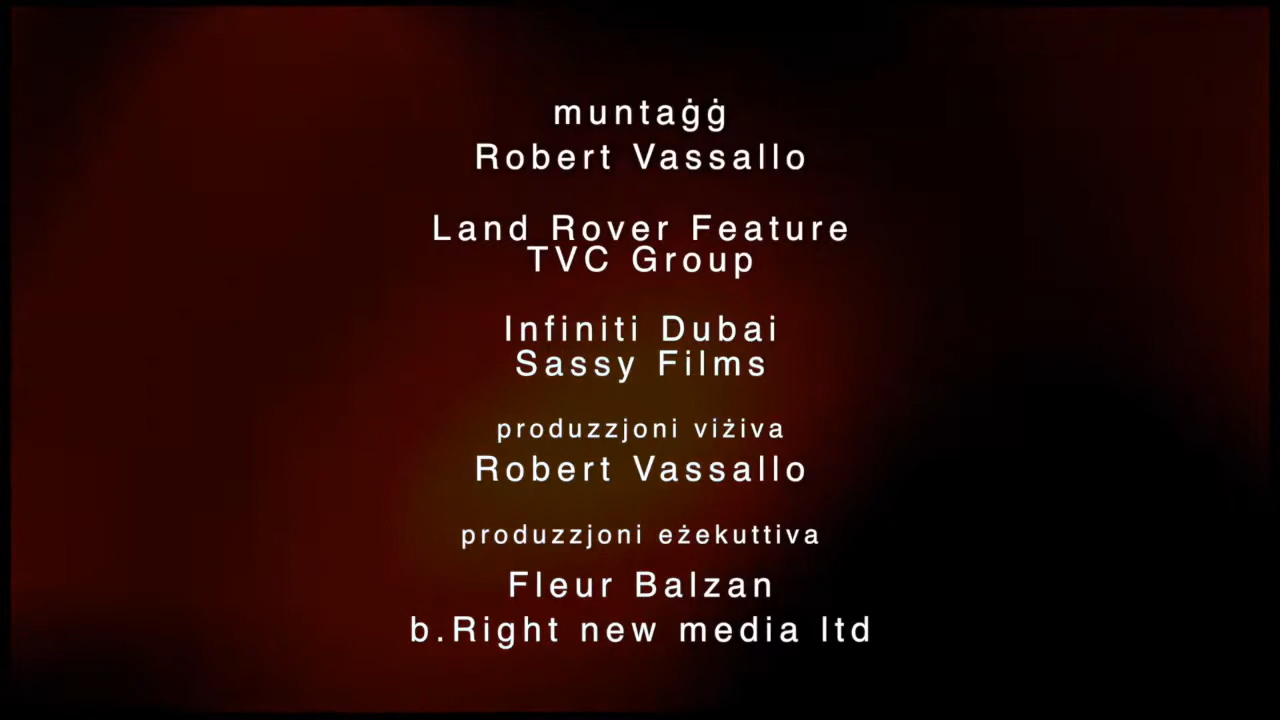 muntaġġ
Robert Vassallo
Land Rover Feature
TVC Group
Infiniti Dubai
Sassy Films
produzzjoni viżiva
Robert Vassallo
produzzjoni eżekuttiva
Fleur Balzan
b.Right new media ltd